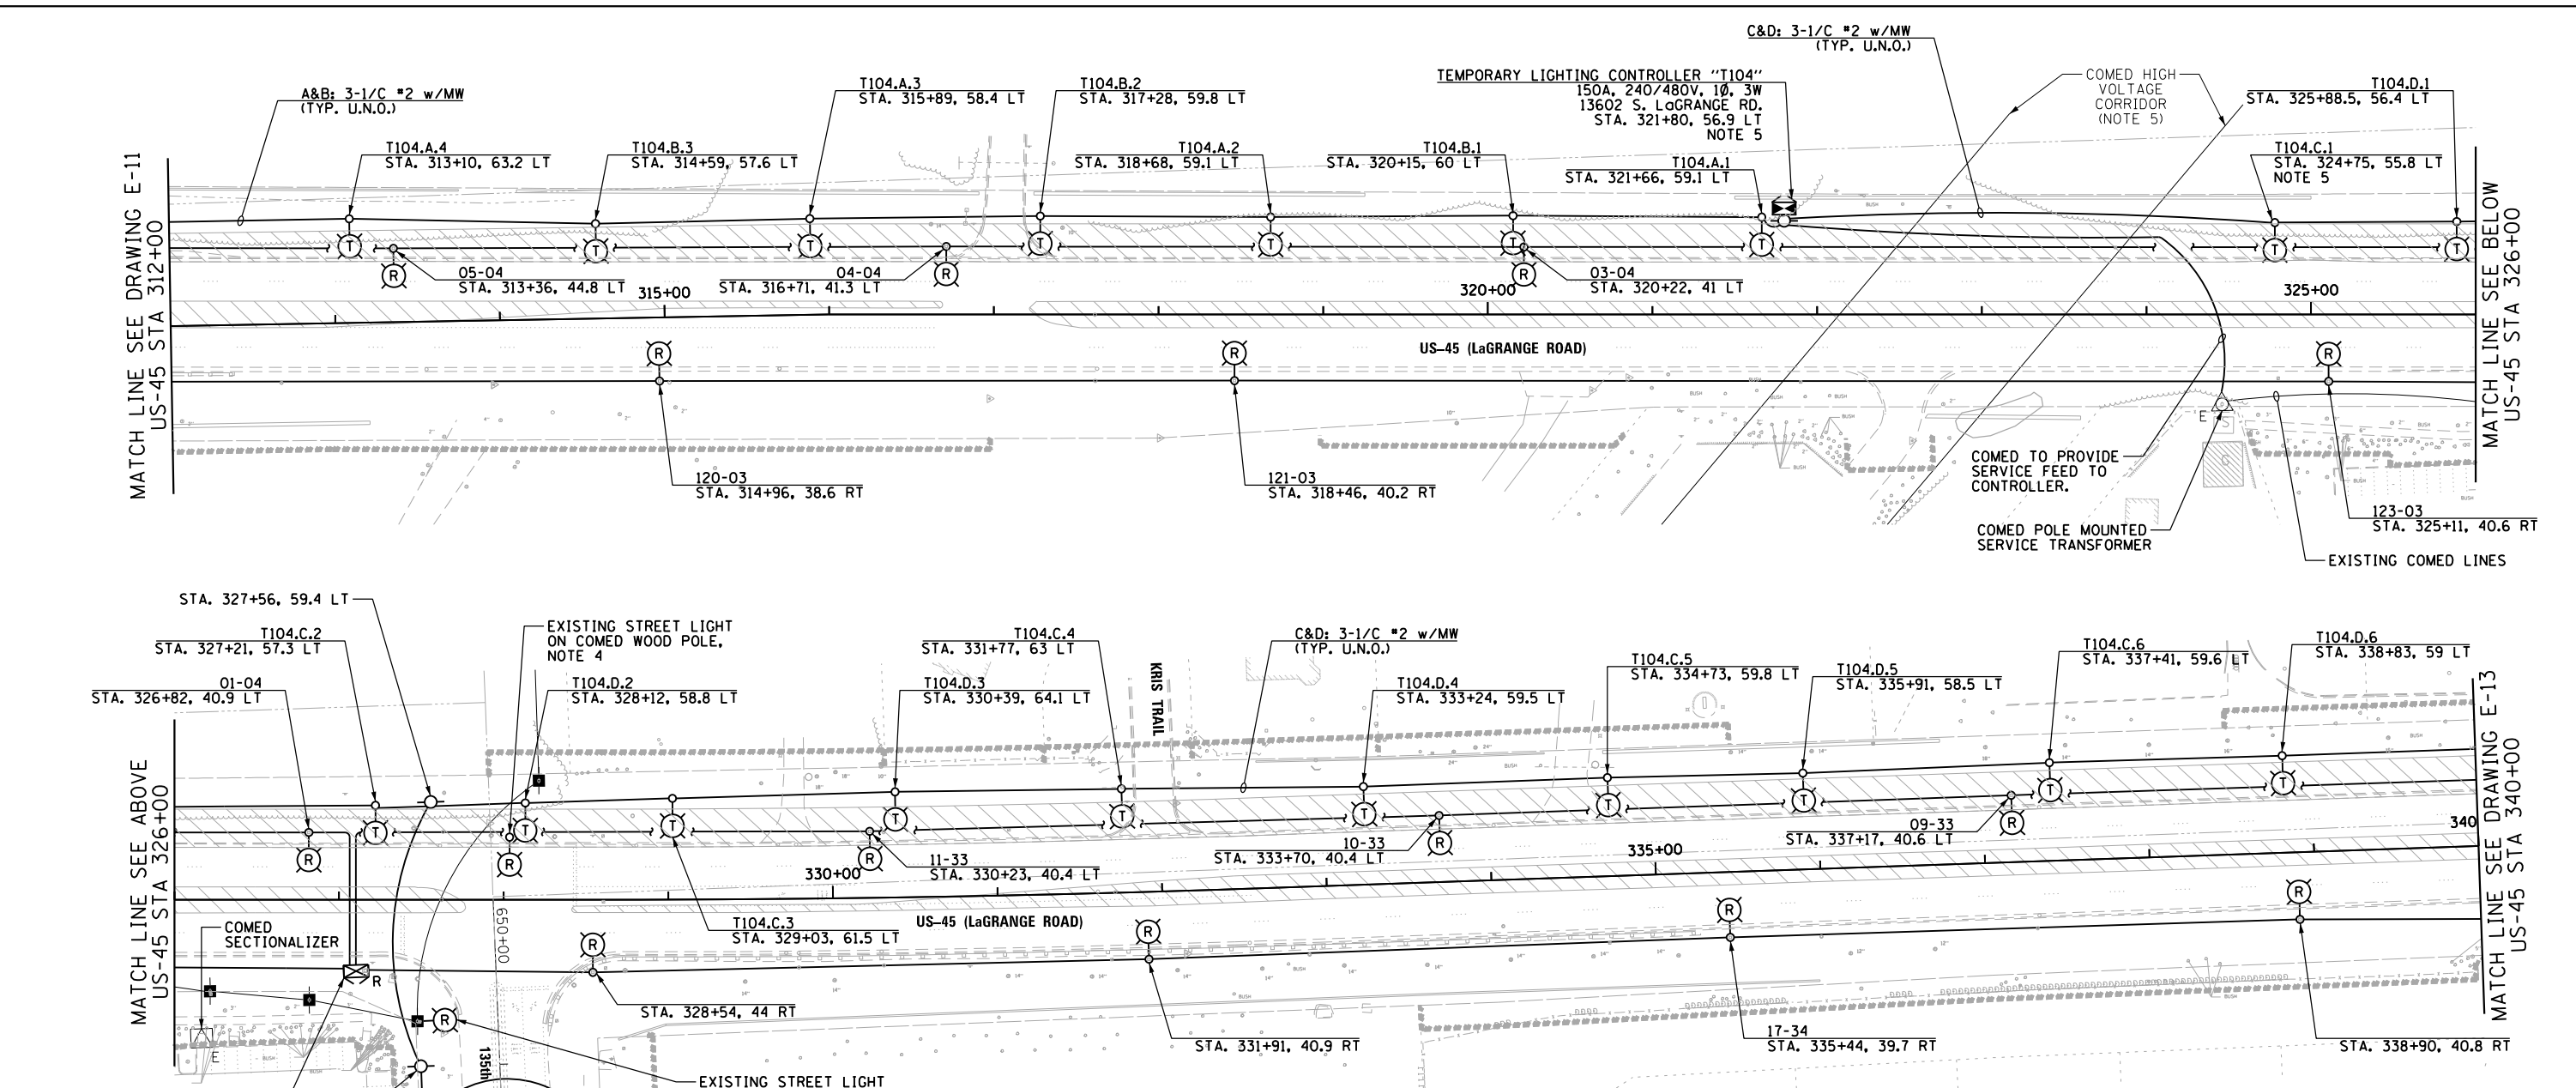 C&D: 3-1/C #2 w/MW
(TYP. U.N.O.)
TEMPORARY LIGHTING CONTROLLER "T104"
150A, 240/480V, 1Ø, 3W
13602 S. LaGRANGE RD.
STA. 321+80, 56.9 LT
NOTE 5
COMED HIGH
VOLTAGE
CORRIDOR
(NOTE 5)
T104.D.1
STA. 325+88.5, 56.4 LT
A&B: 3-1/C #2 w/MW
(TYP. U.N.O.)
T104.A.3
STA. 315+89, 58.4 LT
T104.B.2
STA. 317+28, 59.8 LT
T104.A.4
STA. 313+10, 63.2 LT
T104.B.3
STA. 314+59, 57.6 LT
T104.A.2
STA. 318+68, 59.1 LT
T104.B.1
STA. 320+15, 60 LT
T104.A.1
STA. 321+66, 59.1 LT
T104.C.1
STA. 324+75, 55.8 LT
NOTE 5
MATCH LINE SEE DRAWING E-11
US-45 STA 312+00
MATCH LINE SEE BELOW
US-45 STA 326+00
T
T
T
T
T
T
T
T
T
R
R
R
05-04
STA. 313+36, 44.8 LT
04-04
STA. 316+71, 41.3 LT
03-04
STA. 320+22, 41 LT
315+00
320+00
325+00
US-45 (LaGRANGE ROAD)
R
R
R
E
S
G
120-03
STA. 314+96, 38.6 RT
121-03
STA. 318+46, 40.2 RT
COMED TO PROVIDE
SERVICE FEED TO
CONTROLLER.
COMED POLE MOUNTED
SERVICE TRANSFORMER
123-03
STA. 325+11, 40.6 RT
EXISTING COMED LINES
STA. 327+56, 59.4 LT
T104.C.2
STA. 327+21, 57.3 LT
EXISTING STREET LIGHT
ON COMED WOOD POLE,
NOTE 4
T104.C.4
STA. 331+77, 63 LT
C&D: 3-1/C #2 w/MW
(TYP. U.N.O.)
T104.C.6
STA. 337+41, 59.6 LT
T104.D.6
STA. 338+83, 59 LT
01-04
STA. 326+82, 40.9 LT
T104.D.2
STA. 328+12, 58.8 LT
T104.D.3
STA. 330+39, 64.1 LT
KRIS TRAIL
T104.D.4
STA. 333+24, 59.5 LT
T104.C.5
STA. 334+73, 59.8 LT
T104.D.5
STA. 335+91, 58.5 LT
MATCH LINE SEE ABOVE
US-45 STA 326+00
MATCH LINE SEE DRAWING E-13
US-45 STA 340+00
T
T
T
T
T
T
T
T
T
T
R
R
R
R
R
11-33
STA. 330+23, 40.4 LT
10-33
STA. 333+70, 40.4 LT
09-33
STA. 337+17, 40.6 LT
330+00
335+00
340
T104.C.3
STA. 329+03, 61.5 LT
US-45 (LaGRANGE ROAD)
650+00
COMED
SECTIONALIZER
R
R
R
R
R
R
E
STA. 328+54, 44 RT
STA. 331+91, 40.9 RT
17-34
STA. 335+44, 39.7 RT
STA. 338+90, 40.8 RT
135th
EXISTING STREET LIGHT